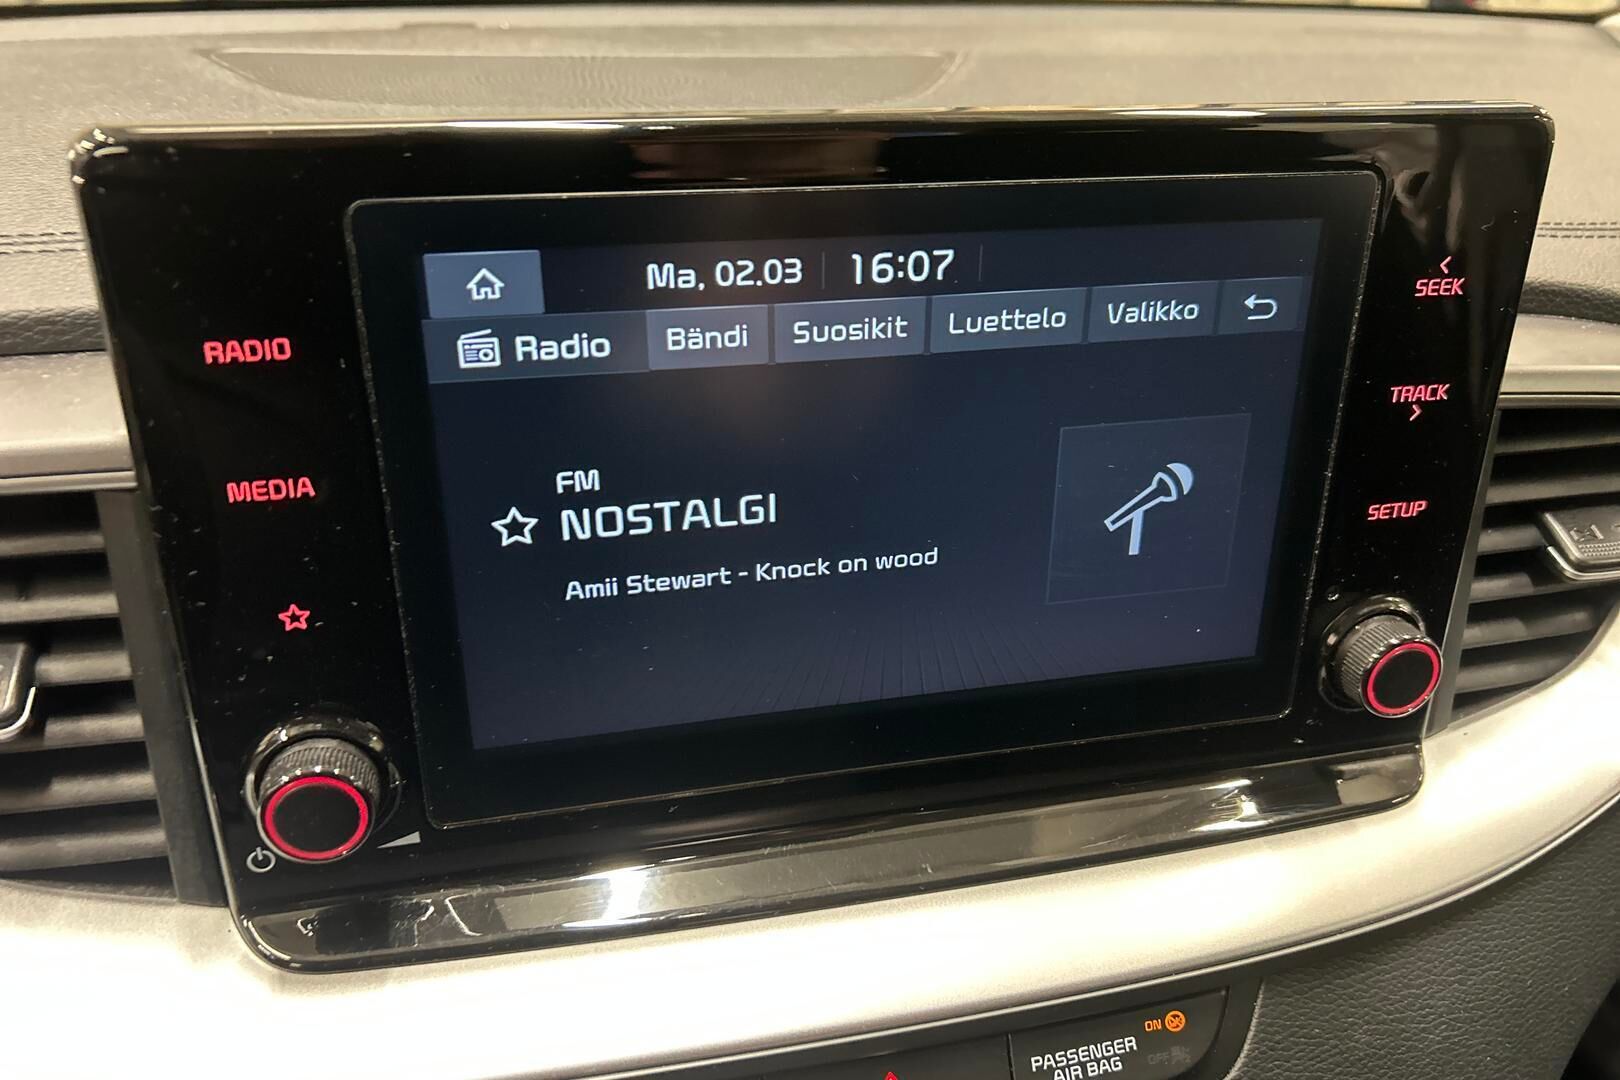 Ma, 02.03 16:07
Radio Bändi Suosikit Luettelo Valikko
FM
NOSTALGI
Amii Stewart - Knock on wood
RADIO
MEDIA
SEEK
TRACK
SETUP
PASSENGER
AIR BAG
ON
OFF